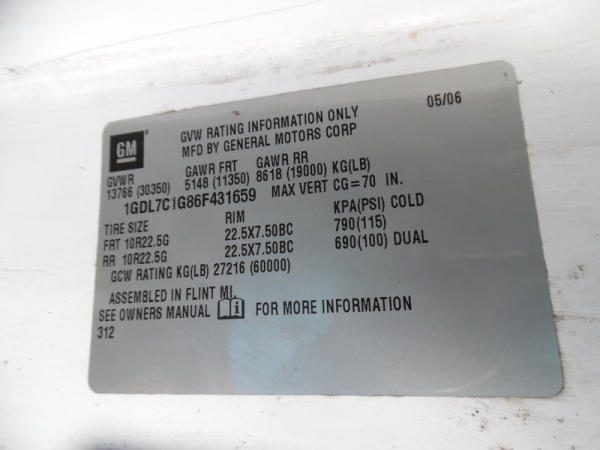 05/06
GM
GVW RATING INFORMATION ONLY
MFD BY GENERAL MOTORS CORP
GVWR GAWR FRT GAWR RR
13766 (30350) 5148 (11350) 8618 (19000) KG(LB)
1GDL7C1G86F431659 MAX VERT CG=70 IN.
TIRE SIZE RIM KPA(PSI) COLD
FRT 10R22.5G 22.5X7.50BC 790(115)
RR 10R22.5G 22.5X7.50BC 690(100) DUAL
GCW RATING KG(LB) 27216 (60000)
ASSEMBLED IN FLINT MI.
SEE OWNERS MANUAL i FOR MORE INFORMATION
312